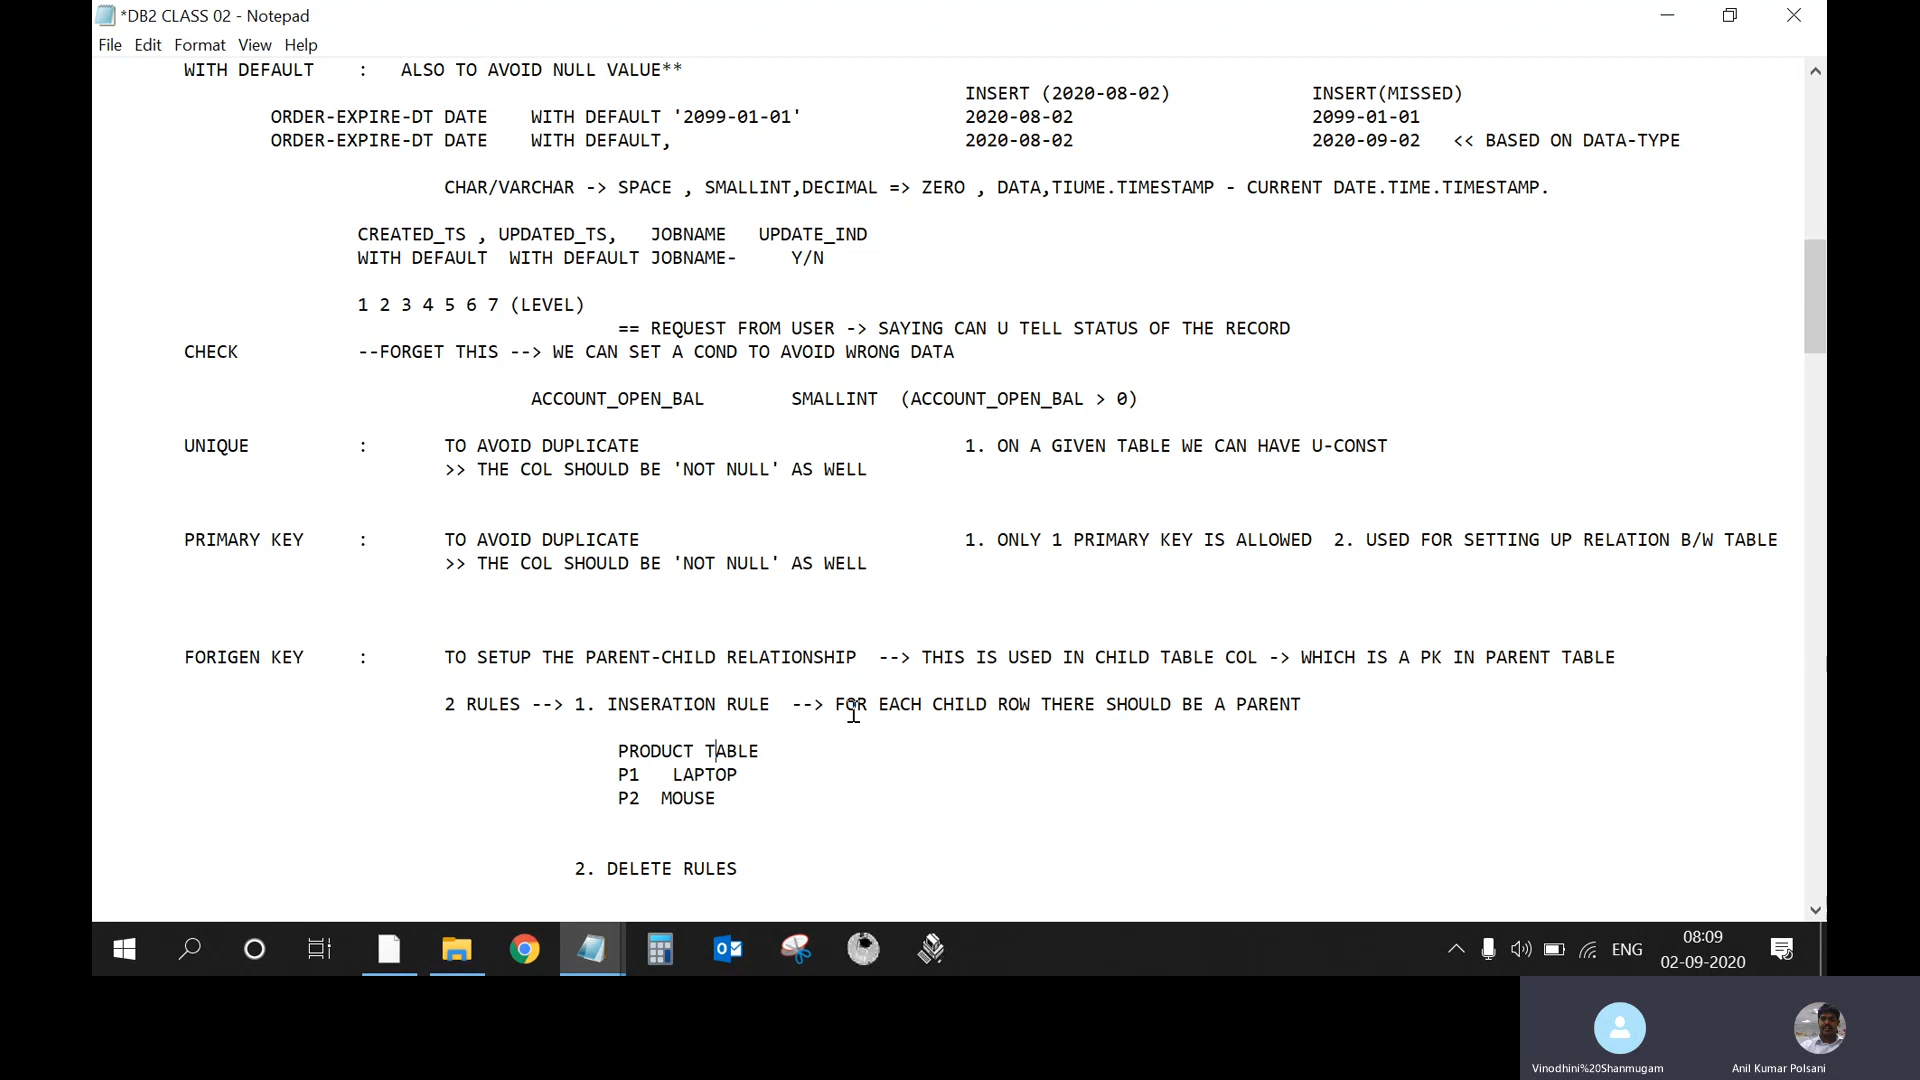 *DB2 CLASS 02 - Notepad
File Edit Format View Help
WITH DEFAULT : ALSO TO AVOID NULL VALUE**
INSERT (2020-08-02) INSERT(MISSED)
ORDER-EXPIRE-DT DATE WITH DEFAULT '2099-01-01' 2020-08-02 2099-01-01
ORDER-EXPIRE-DT DATE WITH DEFAULT, 2020-08-02 2020-09-02 << BASED ON DATA-TYPE
CHAR/VARCHAR -> SPACE , SMALLINT,DECIMAL => ZERO , DATA,TIUME.TIMESTAMP - CURRENT DATE.TIME.TIMESTAMP.
CREATED_TS , UPDATED_TS, JOBNAME UPDATE_IND
WITH DEFAULT WITH DEFAULT JOBNAME- Y/N
1 2 3 4 5 6 7 (LEVEL)
== REQUEST FROM USER -> SAYING CAN U TELL STATUS OF THE RECORD
CHECK --FORGET THIS --> WE CAN SET A COND TO AVOID WRONG DATA
ACCOUNT_OPEN_BAL SMALLINT (ACCOUNT_OPEN_BAL > 0)
UNIQUE : TO AVOID DUPLICATE 1. ON A GIVEN TABLE WE CAN HAVE U-CONST
>> THE COL SHOULD BE 'NOT NULL' AS WELL
PRIMARY KEY : TO AVOID DUPLICATE 1. ONLY 1 PRIMARY KEY IS ALLOWED 2. USED FOR SETTING UP RELATION B/W TABLE
>> THE COL SHOULD BE 'NOT NULL' AS WELL
FORIGEN KEY : TO SETUP THE PARENT-CHILD RELATIONSHIP --> THIS IS USED IN CHILD TABLE COL -> WHICH IS A PK IN PARENT TABLE
2 RULES --> 1. INSERATION RULE --> FOR EACH CHILD ROW THERE SHOULD BE A PARENT
PRODUCT TABLE
P1 LAPTOP
P2 MOUSE
2. DELETE RULES
ENG
08:09
02-09-2020
Vinodhini%20Shanmugam Anil Kumar Polsani